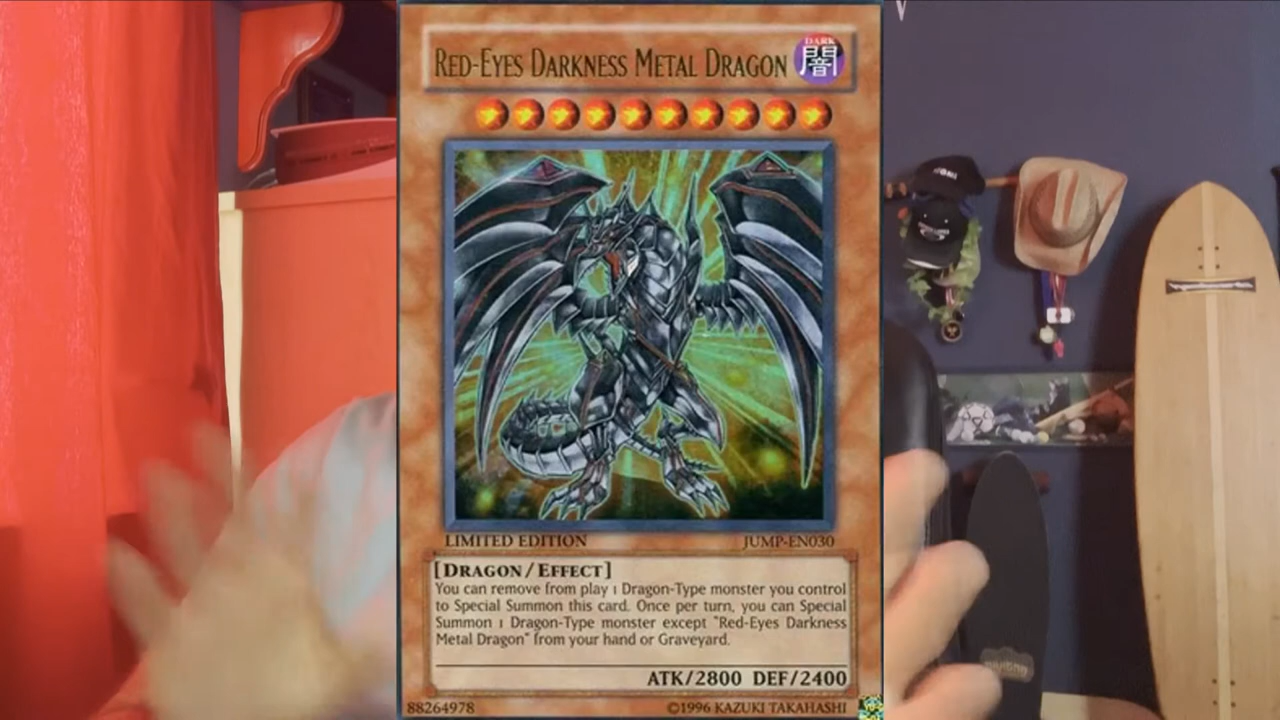 Red-Eyes Darkness Metal Dragon
DARK
闇
LIMITED EDITION
JUMP-EN030
[Dragon/Effect]
You can remove from play 1 Dragon-Type monster you control
to Special Summon this card. Once per turn, you can Special
Summon 1 Dragon-Type monster except "Red-Eyes Darkness
Metal Dragon" from your hand or Graveyard.
ATK/2800 DEF/2400
88264978
©1996 KAZUKI TAKAHASHI